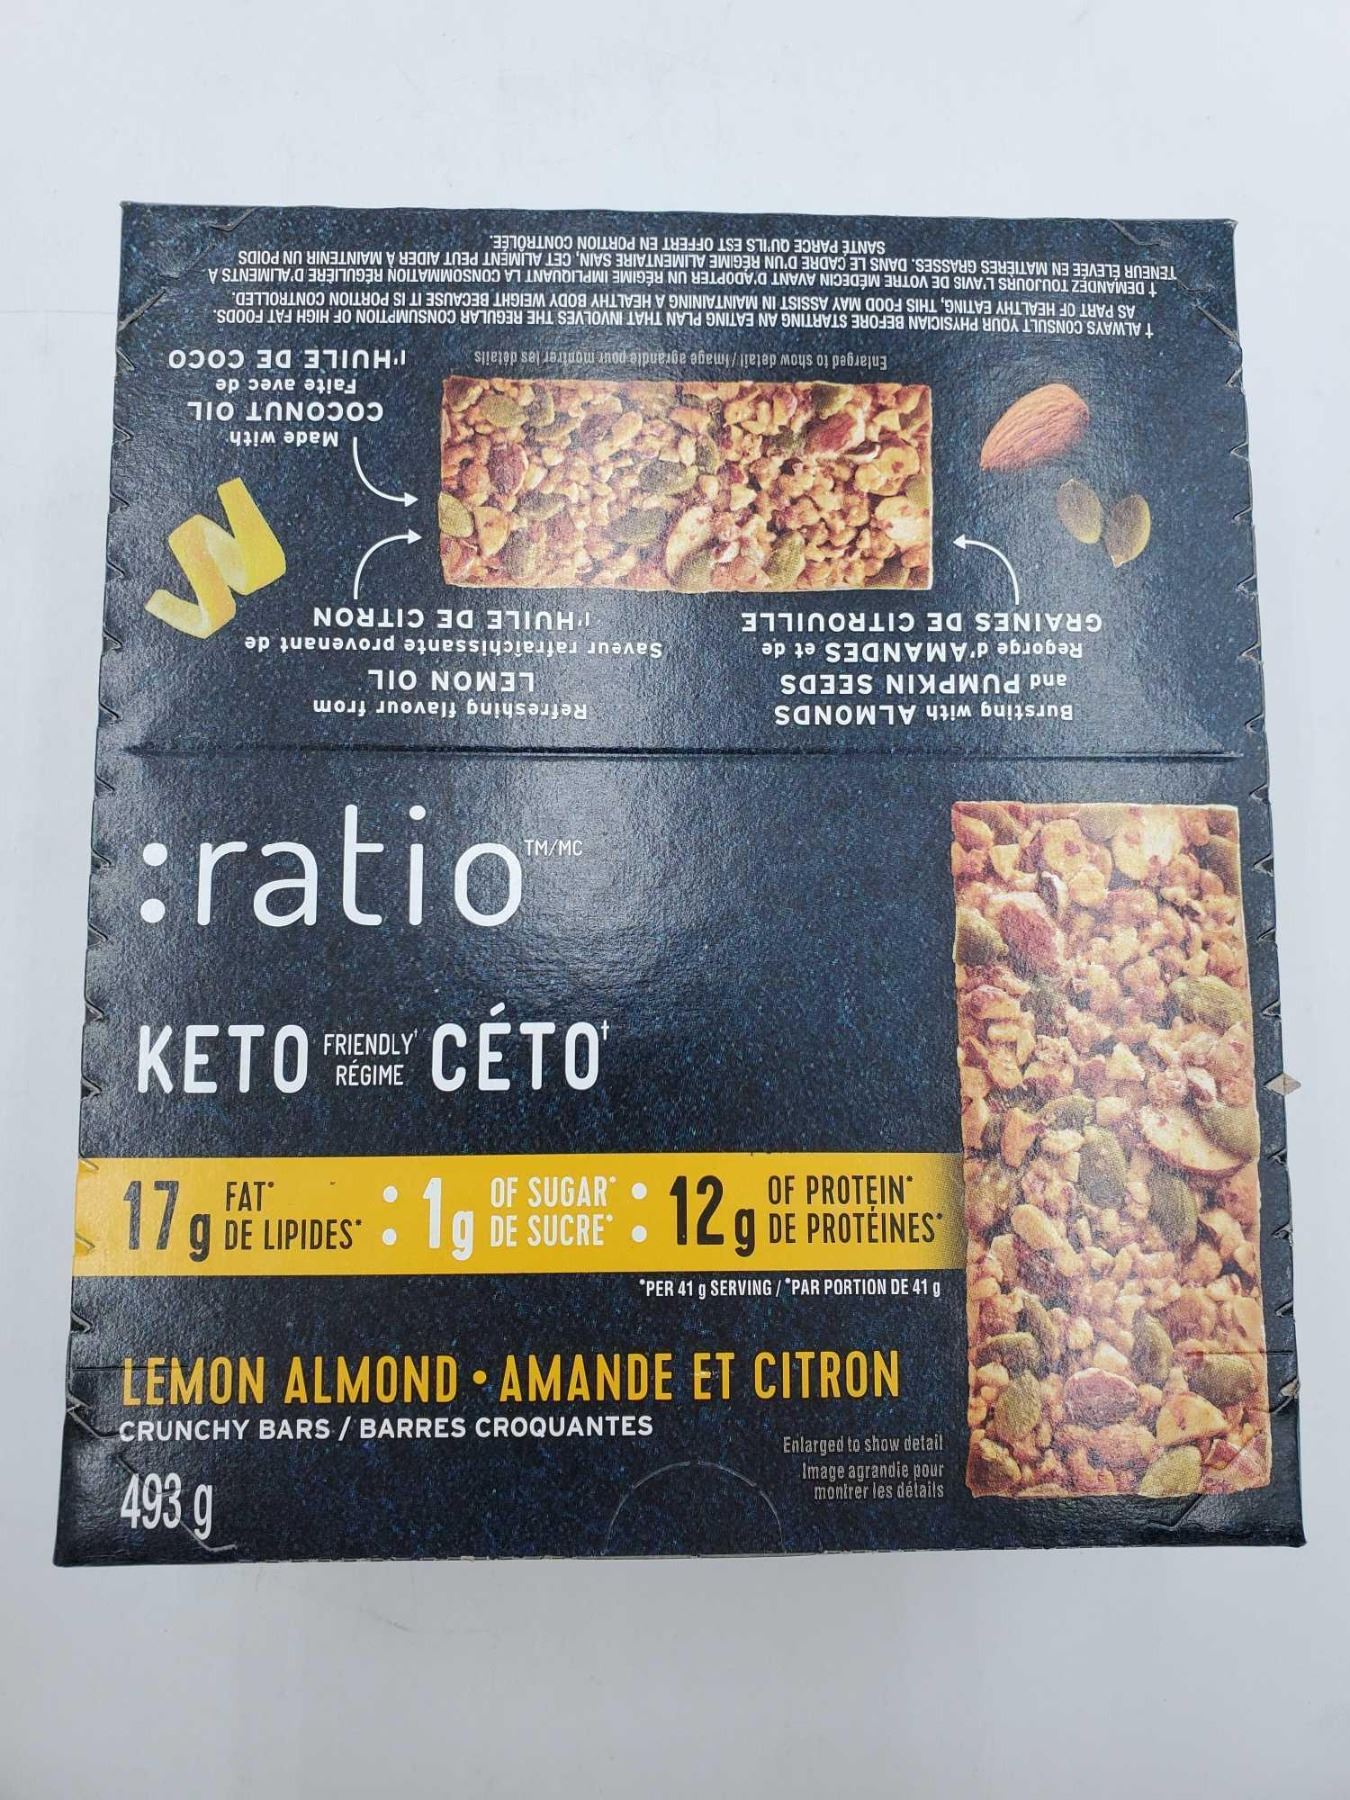 † ALWAYS CONSULT YOUR PHYSICIAN BEFORE STARTING AN EATING PLAN THAT INVOLVES THE REGULAR CONSUMPTION OF HIGH FAT FOODS.
AS PART OF HEALTHY EATING, THIS FOOD MAY ASSIST IN MAINTAINING A HEALTHY BODY WEIGHT BECAUSE IT IS PORTION CONTROLLED.
† DEMANDEZ TOUJOURS L'AVIS DE VOTRE MÉDECIN AVANT D'ADOPTER UN RÉGIME IMPLIQUANT LA CONSOMMATION RÉGULIÈRE D'ALIMENTS À
TENEUR ÉLEVÉE EN MATIÈRES GRASSES. DANS LE CADRE D'UN RÉGIME ALIMENTAIRE SAIN, CET ALIMENT PEUT AIDER À MAINTENIR UN POIDS
SANTÉ PARCE QU'ILS EST OFFERT EN PORTION CONTRÔLÉE.
Bursting with ALMONDS
and PUMPKIN SEEDS
Regorge d'AMANDES et de
GRAINES DE CITROUILLE
Refreshing flavour from
LEMON OIL
Saveur rafraîchissante provenant de
l'HUILE DE CITRON
Made with
COCONUT OIL
Faite avec de
l'HUILE DE COCO
Enlarged to show detail / Image agrandie pour montrer les détails
:ratio TM/MC
KETO FRIENDLY† CÉTO†
RÉGIME
17 g FAT* : 1g OF SUGAR* : 12 g OF PROTEIN*
DE LIPIDES* DE SUCRE* DE PROTÉINES*
*PER 41 g SERVING / *PAR PORTION DE 41 g
LEMON ALMOND • AMANDE ET CITRON
CRUNCHY BARS / BARRES CROQUANTES
Enlarged to show detail
Image agrandie pour
montrer les détails
493 g